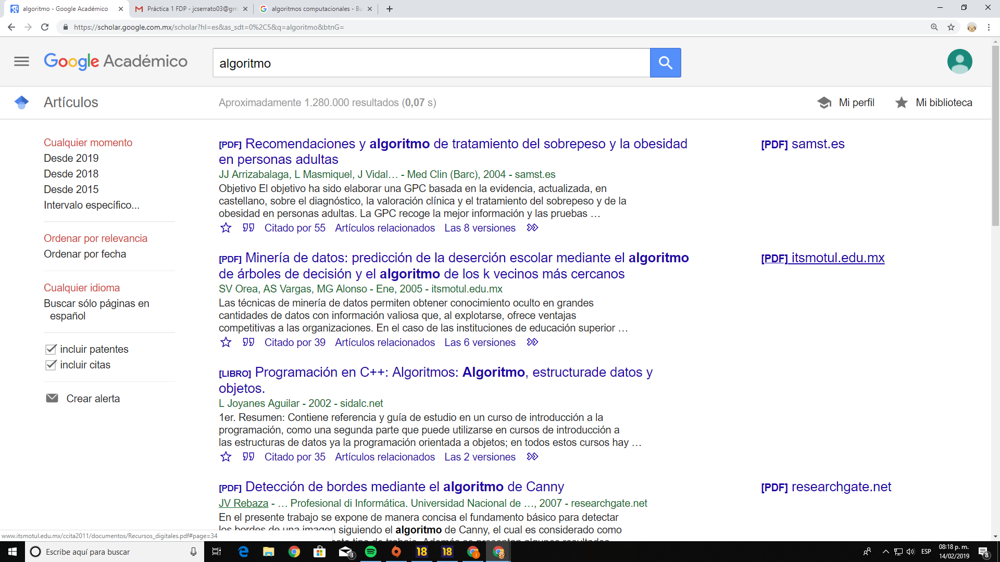 algoritmo - Google Académico
Práctica 1 FDP - jcserrato03@gm
algoritmos computacionales - Bu
https://scholar.google.com.mx/scholar?hl=es&as_sdt=0%2C5&q=algoritmo&btnG=
Google Académico
algoritmo
Artículos
Aproximadamente 1.280.000 resultados (0,07 s)
Mi perfil
Mi biblioteca
Cualquier momento
Desde 2019
Desde 2018
Desde 2015
Intervalo específico...
Ordenar por relevancia
Ordenar por fecha
Cualquier idioma
Buscar sólo páginas en
español
incluir patentes
incluir citas
Crear alerta
[PDF] Recomendaciones y algoritmo de tratamiento del sobrepeso y la obesidad
en personas adultas
JJ Arrizabalaga, L Masmiquel, J Vidal… - Med Clin (Barc), 2004 - samst.es
Objetivo El objetivo ha sido elaborar una GPC basada en la evidencia, actualizada, en
castellano, sobre el diagnóstico, la valoración clínica y el tratamiento del sobrepeso y de la
obesidad en personas adultas. La GPC recoge la mejor información y las pruebas …
Citado por 55 Artículos relacionados Las 8 versiones
[PDF] samst.es
[PDF] Minería de datos: predicción de la deserción escolar mediante el algoritmo
de árboles de decisión y el algoritmo de los k vecinos más cercanos
SV Orea, AS Vargas, MG Alonso - Ene, 2005 - itsmotul.edu.mx
Las técnicas de minería de datos permiten obtener conocimiento oculto en grandes
cantidades de datos con información valiosa que, al explotarse, ofrece ventajas
competitivas a las organizaciones. En el caso de las instituciones de educación superior …
Citado por 39 Artículos relacionados Las 6 versiones
[PDF] itsmotul.edu.mx
[LIBRO] Programación en C++: Algoritmos: Algoritmo, estructurade datos y
objetos.
L Joyanes Aguilar - 2002 - sidalc.net
1er. Resumen: Contiene referencia y guía de estudio en un curso de introducción a la
programación, como una segunda parte que puede utilizarse en cursos de introducción a
las estructuras de datos ya la programación orientada a objetos; en todos estos cursos hay …
Citado por 35 Artículos relacionados Las 2 versiones
[PDF] Detección de bordes mediante el algoritmo de Canny
JV Rebaza - … Profesional di Informática. Universidad Nacional de …, 2007 - researchgate.net
En el presente trabajo se expone de manera concisa el fundamento básico para detectar
los bordes de una imagen siguiendo el algoritmo de Canny, el cual es considerado como
[PDF] researchgate.net
www.itsmotul.edu.mx/ccita2011/documentos/Recursos_digitales.pdf#page=34
Escribe aquí para buscar
3
18
18
ESP
08:18 p. m.
14/02/2019
8